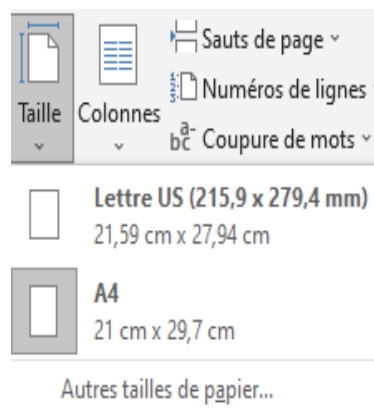 Taille
Colonnes
Sauts de page
Numéros de lignes
Coupure de mots
Lettre US (215,9 x 279,4 mm)
21,59 cm x 27,94 cm
A4
21 cm x 29,7 cm
Autres tailles de papier...